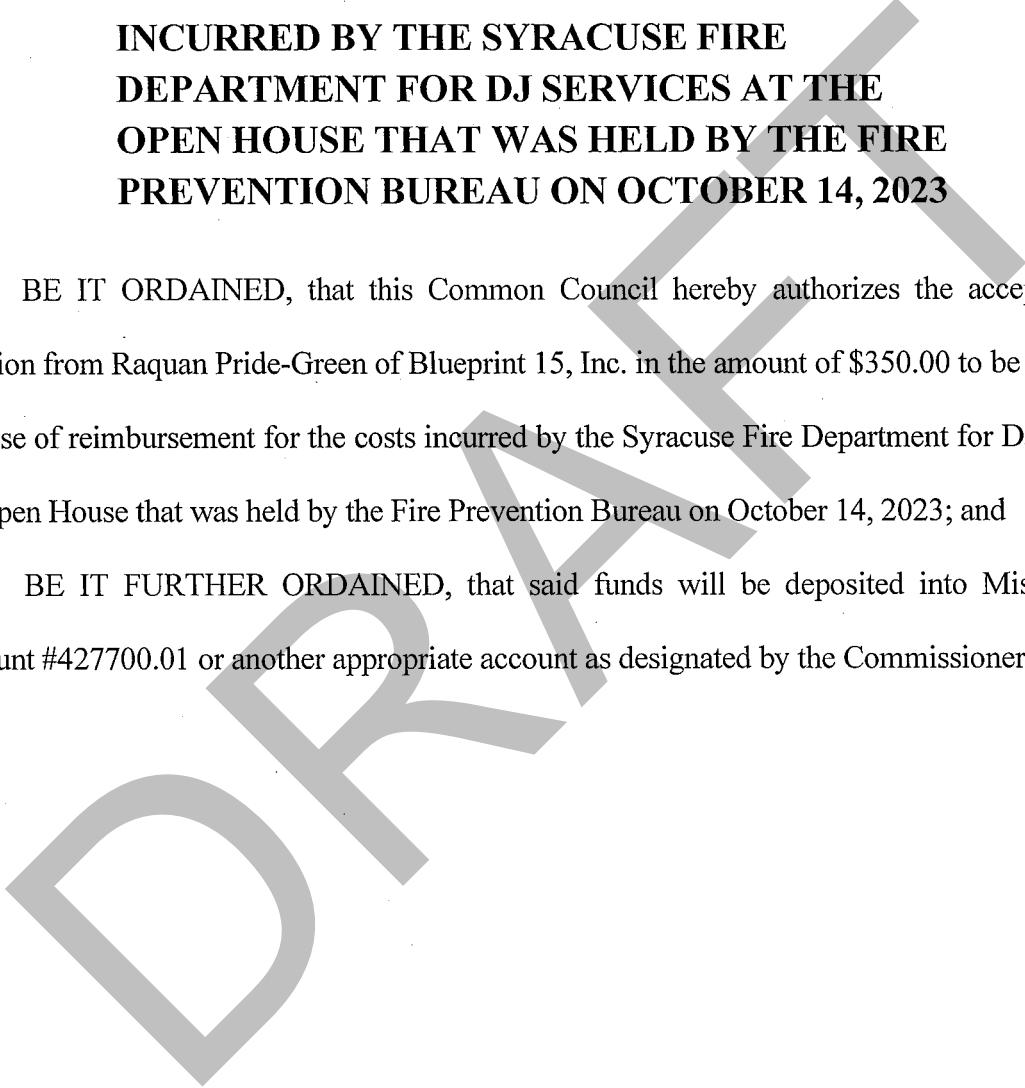 INCURRED BY THE SYRACUSE FIRE
DEPARTMENT FOR DJ SERVICES AT THE
OPEN HOUSE THAT WAS HELD BY THE FIRE
PREVENTION BUREAU ON OCTOBER 14, 2023
BE IT ORDAINED, that this Common Council hereby authorizes the acce
ion from Raquan Pride-Green of Blueprint 15, Inc. in the amount of $350.00 to be
se of reimbursement for the costs incurred by the Syracuse Fire Department for D
pen House that was held by the Fire Prevention Bureau on October 14, 2023; and
BE IT FURTHER ORDAINED, that said funds will be deposited into Mis
unt #427700.01 or another appropriate account as designated by the Commissioner
DRAFT